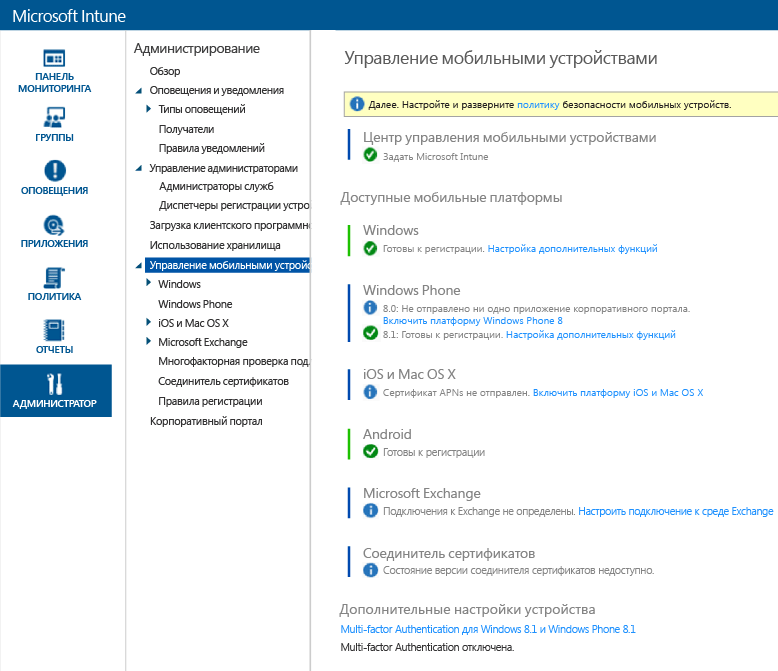 Microsoft Intune
ПАНЕЛЬ
МОНИТОРИНГА
ГРУППЫ
ОПОВЕЩЕНИЯ
ПРИЛОЖЕНИЯ
ПОЛИТИКА
ОТЧЕТЫ
АДМИНИСТРАТОР
Администрирование
Обзор
Оповещения и уведомления
Типы оповещений
Получатели
Правила уведомлений
Управление администраторами
Администраторы служб
Диспетчеры регистрации устро
Загрузка клиентского программн
Использование хранилища
Управление мобильными устройс
Windows
Windows Phone
iOS и Mac OS X
Microsoft Exchange
Многофакторная проверка под.
Соединитель сертификатов
Правила регистрации
Корпоративный портал
Управление мобильными устройствами
Далее. Настройте и разверните политику безопасности мобильных устройств.
Центр управления мобильными устройствами
Задать Microsoft Intune
Доступные мобильные платформы
Windows
Готовы к регистрации. Настройка дополнительных функций
Windows Phone
8.0: Не отправлено ни одно приложение корпоративного портала.
Включить платформу Windows Phone 8
8.1: Готовы к регистрации. Настройка дополнительных функций
iOS и Mac OS X
Сертификат APNs не отправлен. Включить платформу iOS и Mac OS X
Android
Готовы к регистрации
Microsoft Exchange
Подключения к Exchange не определены. Настроить подключение к среде Exchange
Соединитель сертификатов
Состояние версии соединителя сертификатов недоступно.
Дополнительные настройки устройства
Multi-factor Authentication для Windows 8.1 и Windows Phone 8.1
Multi-factor Authentication отключена.